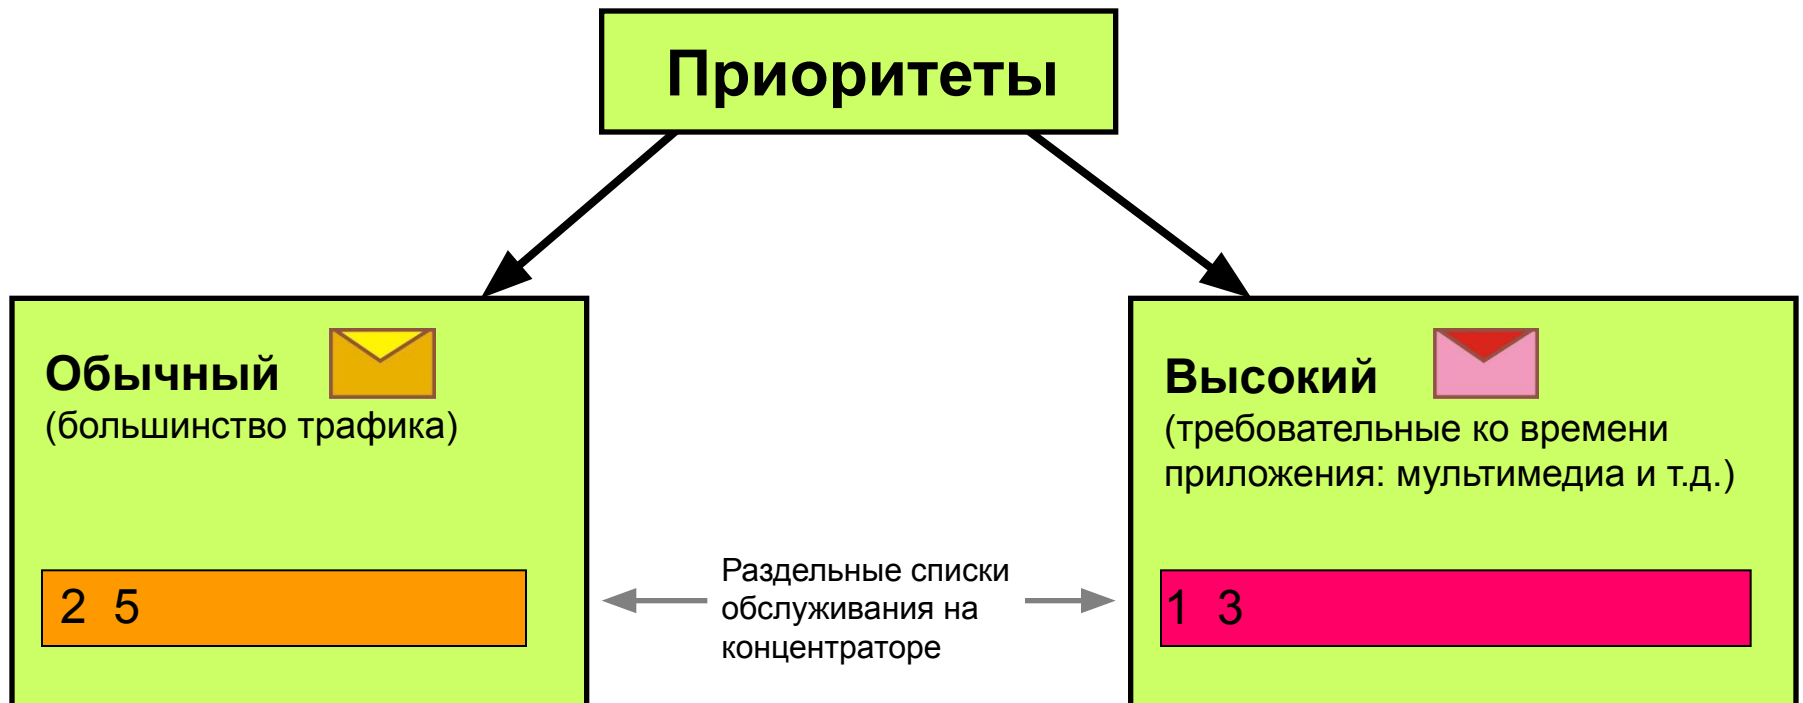 Приоритеты
Обычный
(большинство трафика)
2 5
Раздельные списки
обслуживания на
концентраторе
Высокий
(требовательные ко времени
приложения: мультимедиа и т.д.)
1 3